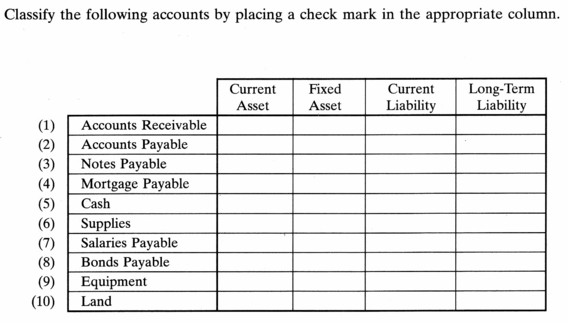 Classify the following accounts by placing a check mark in the appropriate column.
Current Asset Fixed Asset Current Liability Long-Term Liability
(1) Accounts Receivable
(2) Accounts Payable
(3) Notes Payable
(4) Mortgage Payable
(5) Cash
(6) Supplies
(7) Salaries Payable
(8) Bonds Payable
(9) Equipment
(10) Land